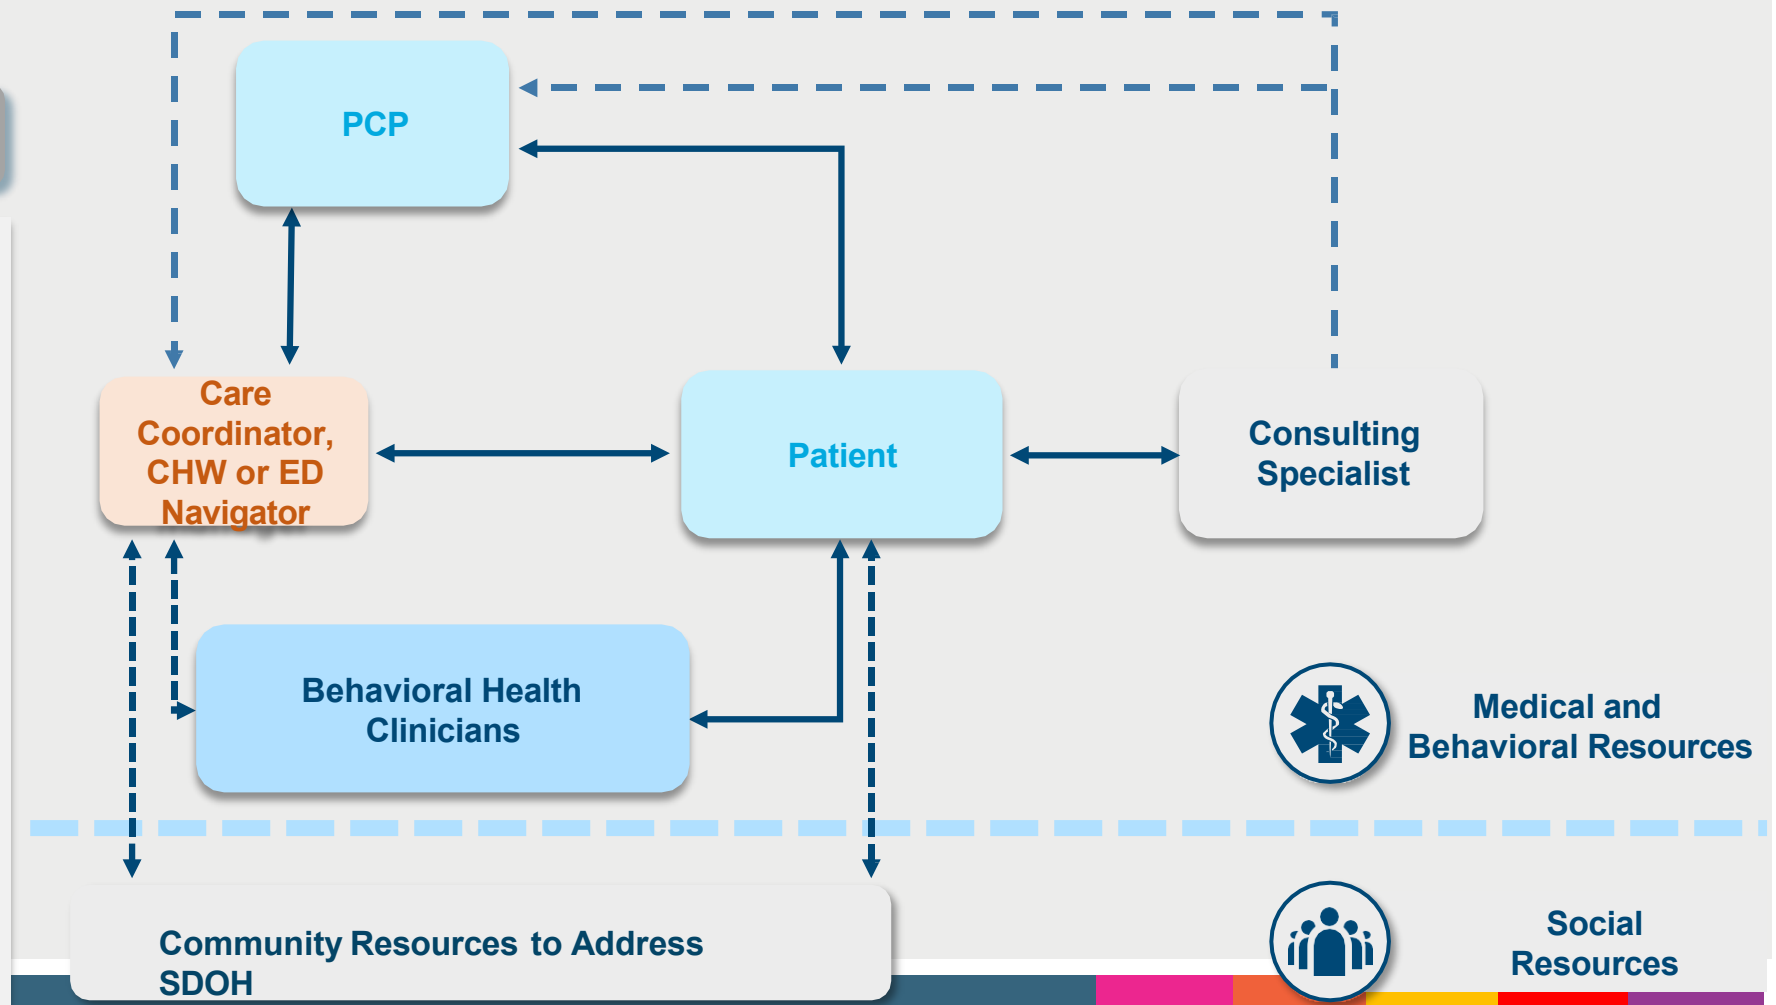 PCP
Care
Coordinator,
CHW or ED
Navigator
Patient
Consulting
Specialist
Behavioral Health
Clinicians
Medical and
Behavioral Resources
Community Resources to Address
SDOH
Social
Resources